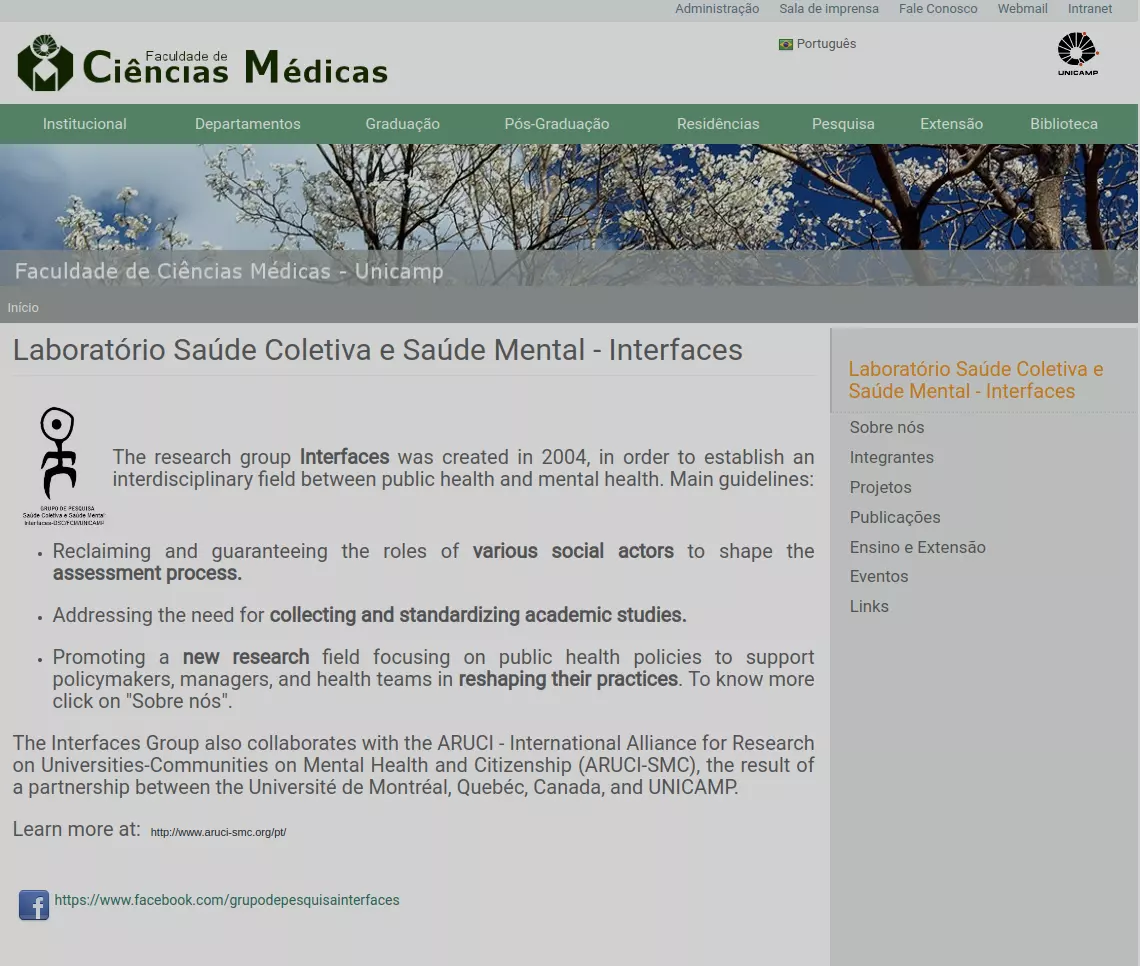 Administração Sala de imprensa Fale Conosco Webmail Intranet
Faculdade de
Ciências Médicas
Português
UNICAMP
Institucional Departamentos Graduação Pós-Graduação Residências Pesquisa Extensão Biblioteca
Faculdade de Ciências Médicas - Unicamp
Início
Laboratório Saúde Coletiva e Saúde Mental - Interfaces
GRUPO DE PESQUISA
Saúde Coletiva e Saúde Mental
Interfaces-DSC/FCM/UNICAMP
The research group Interfaces was created in 2004, in order to establish an
interdisciplinary field between public health and mental health. Main guidelines:
• Reclaiming and guaranteeing the roles of various social actors to shape the
assessment process.
• Addressing the need for collecting and standardizing academic studies.
• Promoting a new research field focusing on public health policies to support
policymakers, managers, and health teams in reshaping their practices. To know more
click on "Sobre nós".
The Interfaces Group also collaborates with the ARUCI - International Alliance for Research
on Universities-Communities on Mental Health and Citizenship (ARUCI-SMC), the result of
a partnership between the Université de Montréal, Quebéc, Canada, and UNICAMP.
Learn more at: http://www.aruci-smc.org/pt/
f https://www.facebook.com/grupodepesquisainterfaces
Laboratório Saúde Coletiva e
Saúde Mental - Interfaces
Sobre nós
Integrantes
Projetos
Publicações
Ensino e Extensão
Eventos
Links